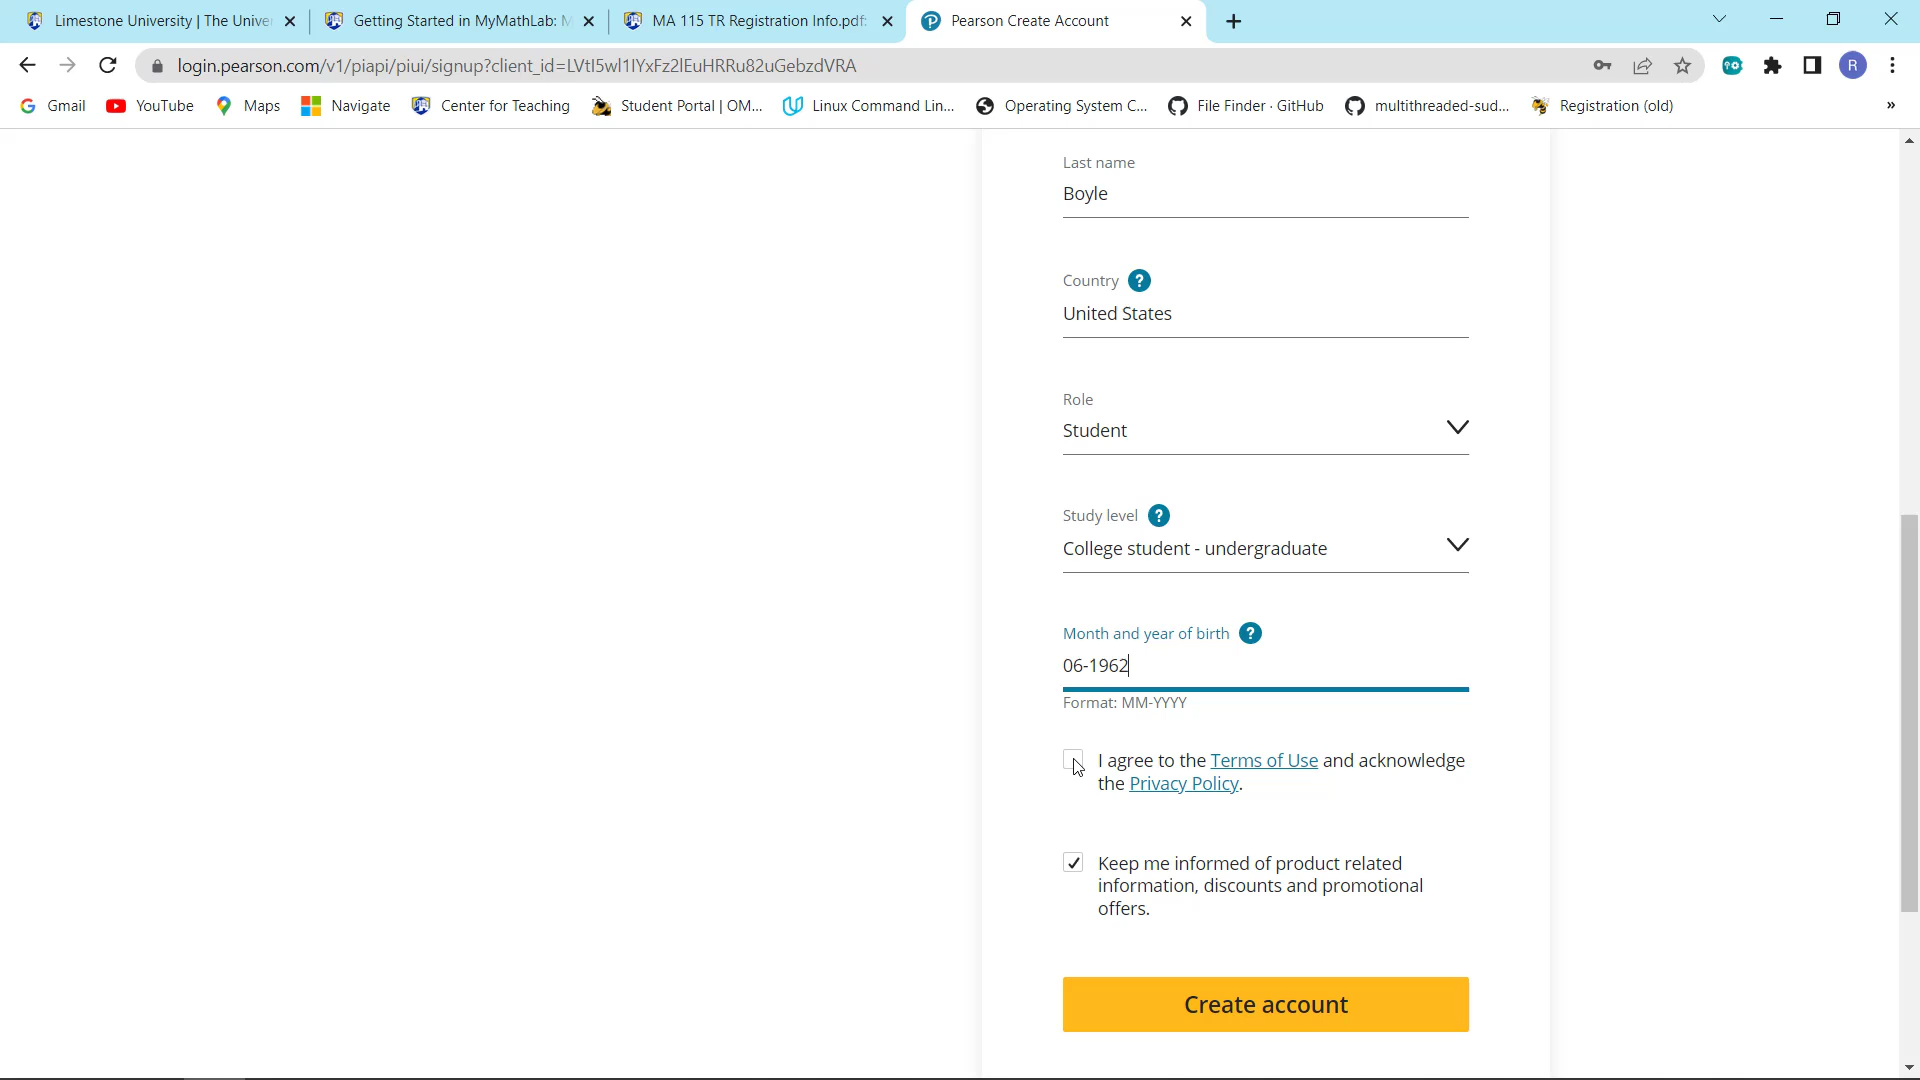 Limestone University | The Univer
Getting Started in MyMathLab: M
MA 115 TR Registration Info.pdf:
Pearson Create Account
login.pearson.com/v1/piapi/piui/signup?client_id=LVtI5wl1IYxFz2lEuHRRu82uGebzdVRA
R
Gmail
YouTube
Maps
Navigate
Center for Teaching
Student Portal | OM...
Linux Command Lin...
Operating System C...
File Finder · GitHub
multithreaded-sud...
Registration (old)
»
Last name
Boyle
Country ?
United States
Role
Student
Study level ?
College student - undergraduate
Month and year of birth ?
06-1962
Format: MM-YYYY
I agree to the Terms of Use and acknowledge
the Privacy Policy.
Keep me informed of product related
information, discounts and promotional
offers.
Create account